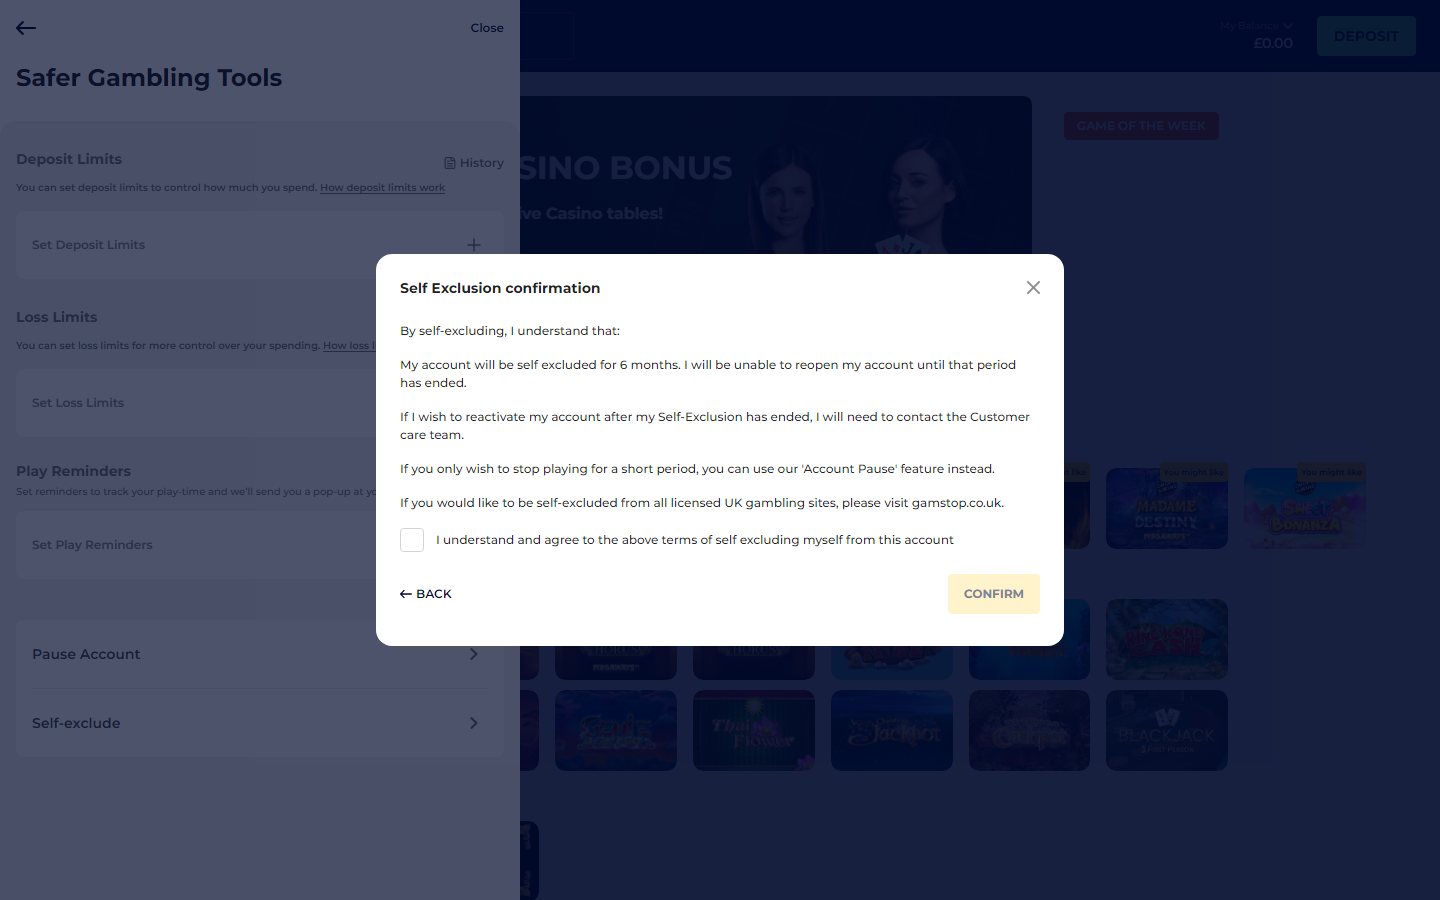 Close
My Balance
£0.00
DEPOSIT
Safer Gambling Tools
GAME OF THE WEEK
Deposit Limits
History
You can set deposit limits to control how much you spend. How deposit limits work
SINO BONUS
ive Casino tables!
Set Deposit Limits
Loss Limits
You can set loss limits for more control over your spending. How loss l
Set Loss Limits
Play Reminders
Set reminders to track your play-time and we'll send you a pop-up at yo
Set Play Reminders
Pause Account
Self-exclude
Self Exclusion confirmation
By self-excluding, I understand that:
My account will be self excluded for 6 months. I will be unable to reopen my account until that period
has ended.
If I wish to reactivate my account after my Self-Exclusion has ended, I will need to contact the Customer
care team.
If you only wish to stop playing for a short period, you can use our 'Account Pause' feature instead.
If you would like to be self-excluded from all licensed UK gambling sites, please visit gamstop.co.uk.
I understand and agree to the above terms of self excluding myself from this account
BACK
CONFIRM
like
You might like
You might like
MADAME
DESTINY
MEGAWAYS
SWEET
BONANZA
MEGAWAYS
Thai
Flower
Jackpot
BLACKJACK